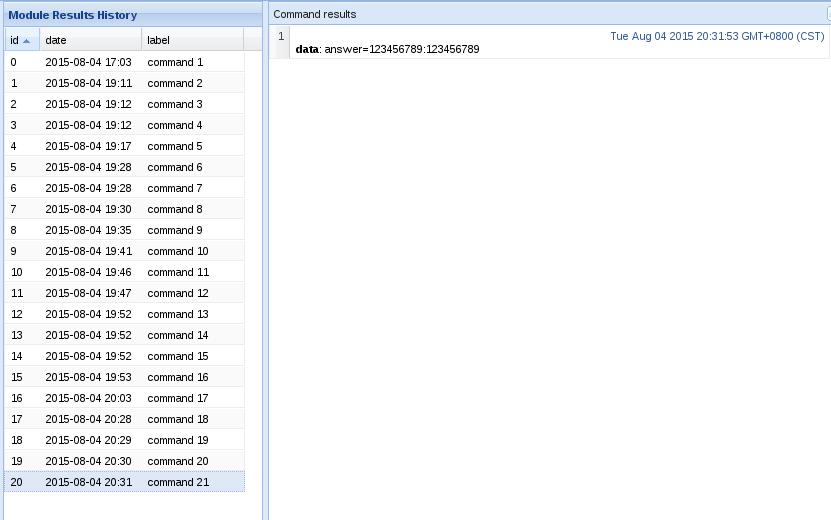 Module Results History
id date label
0 2015-08-04 17:03 command 1
1 2015-08-04 19:11 command 2
2 2015-08-04 19:12 command 3
3 2015-08-04 19:12 command 4
4 2015-08-04 19:17 command 5
5 2015-08-04 19:28 command 6
6 2015-08-04 19:28 command 7
7 2015-08-04 19:30 command 8
8 2015-08-04 19:35 command 9
9 2015-08-04 19:41 command 10
10 2015-08-04 19:46 command 11
11 2015-08-04 19:47 command 12
12 2015-08-04 19:52 command 13
13 2015-08-04 19:52 command 14
14 2015-08-04 19:52 command 15
15 2015-08-04 19:53 command 16
16 2015-08-04 20:03 command 17
17 2015-08-04 20:28 command 18
18 2015-08-04 20:29 command 19
19 2015-08-04 20:30 command 20
20 2015-08-04 20:31 command 21
Command results
1 Tue Aug 04 2015 20:31:53 GMT+0800 (CST)
data: answer=123456789:123456789